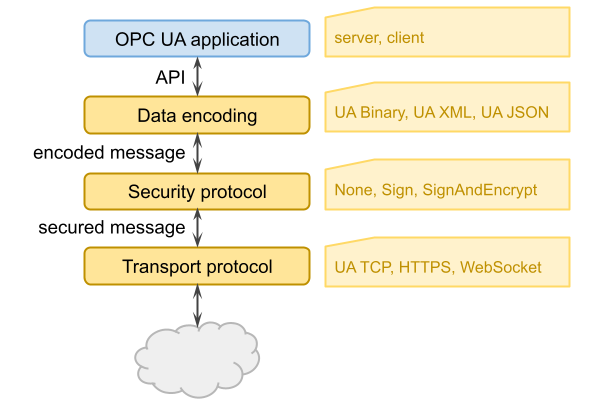 OPC UA application
server, client
API
Data encoding
UA Binary, UA XML, UA JSON
encoded message
Security protocol
None, Sign, SignAndEncrypt
secured message
Transport protocol
UA TCP, HTTPS, WebSocket